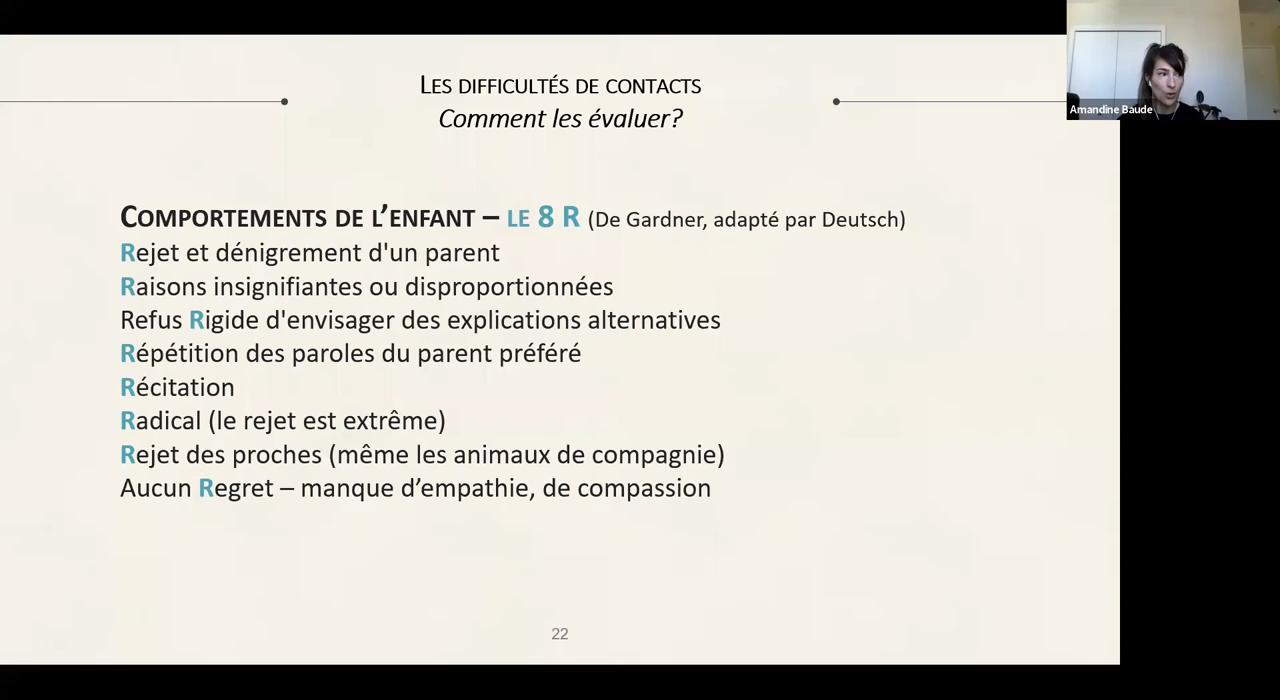 LES DIFFICULTÉS DE CONTACTS
Comment les évaluer?
Amandine Baude
COMPORTEMENTS DE L’ENFANT – LE 8 R (De Gardner, adapté par Deutsch)
Rejet et dénigrement d'un parent
Raisons insignifiantes ou disproportionnées
Refus Rigide d'envisager des explications alternatives
Répétition des paroles du parent préféré
Récitation
Radical (le rejet est extrême)
Rejet des proches (même les animaux de compagnie)
Aucun Regret – manque d’empathie, de compassion
22